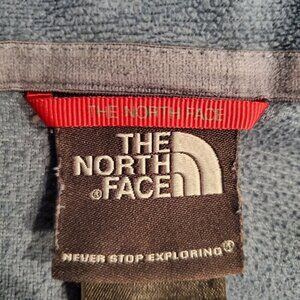 THE NORTH FACE
THE
NORTH
®FACE
NEVER STOP EXPLORING®